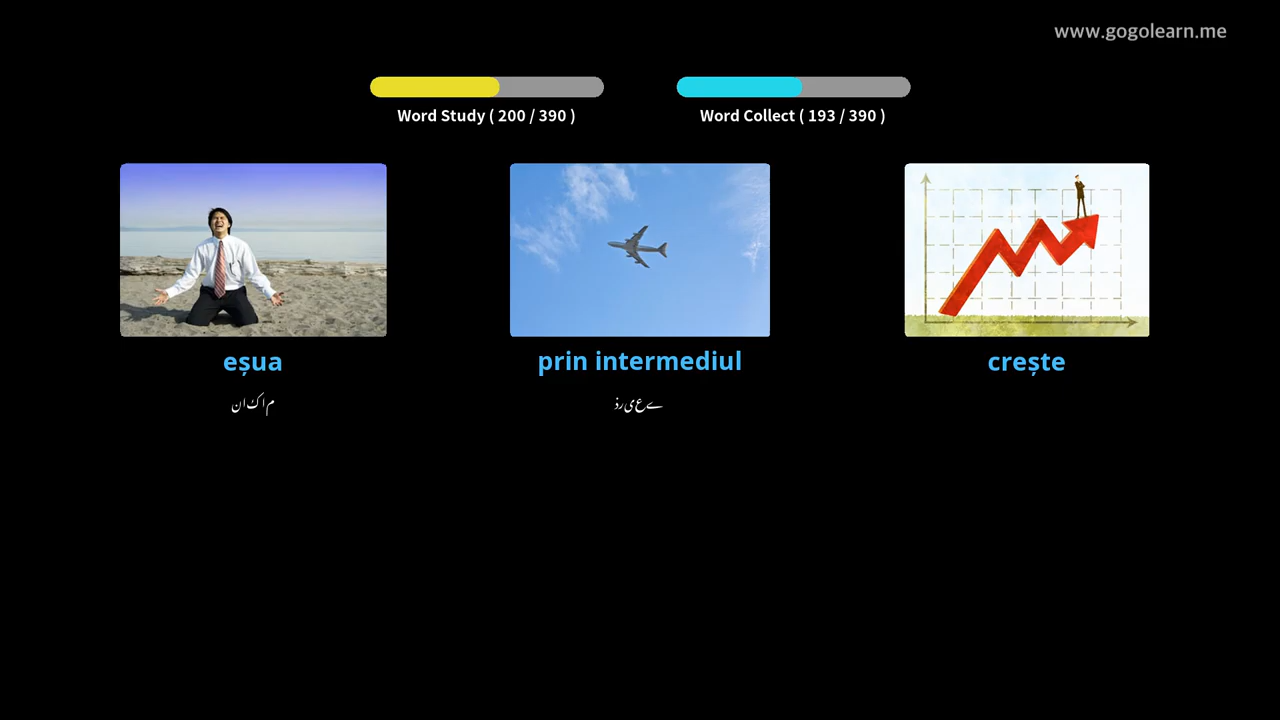 www.gogolearn.me
Word Study ( 200 / 390 )
Word Collect ( 193 / 390 )
eșua
prin intermediul
crește
ناکام
ذریعے